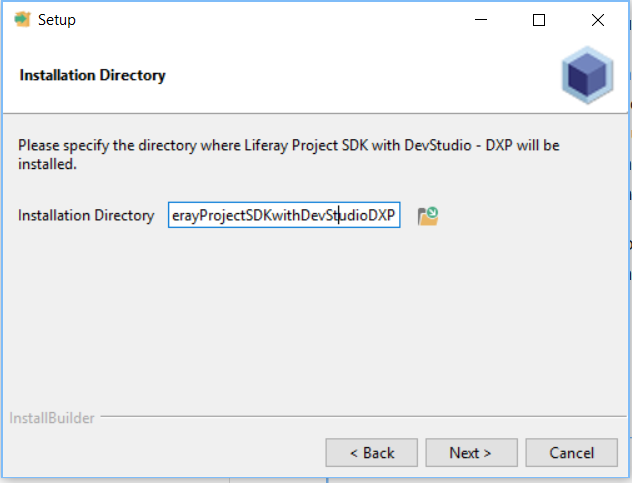 Setup
Installation Directory
Please specify the directory where Liferay Project SDK with DevStudio - DXP will be
installed.
Installation Directory erayProjectSDKwithDevStudioDXP
InstallBuilder
< Back Next > Cancel